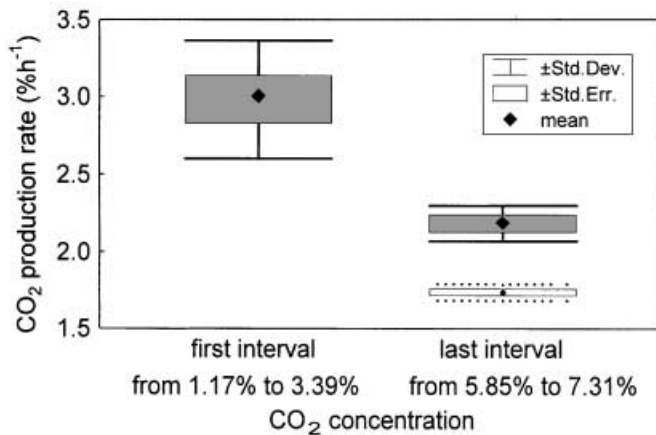 CO₂ production rate (%h⁻¹)
3.5
3.0
2.5
2.0
1.5
±Std.Dev.
±Std.Err.
mean
first interval
last interval
from 1.17% to 3.39%
from 5.85% to 7.31%
CO₂ concentration